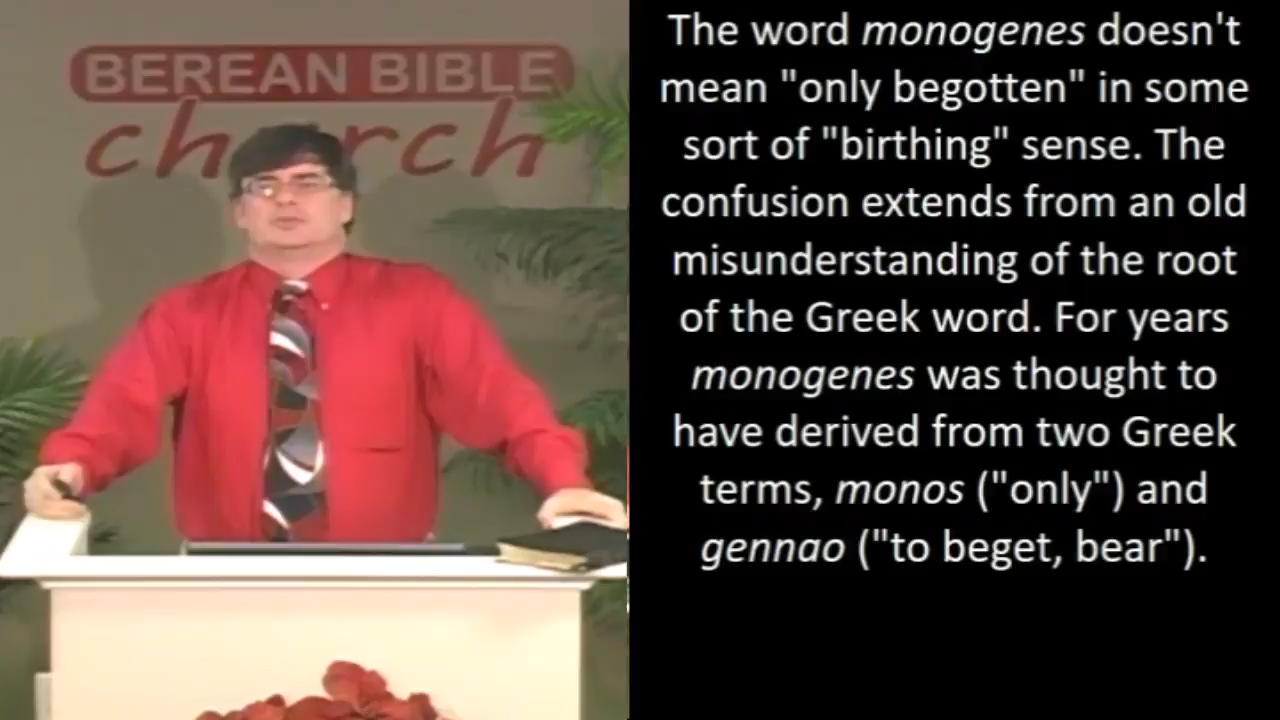 BEREAN BIBLE
church
The word monogenes doesn't
mean "only begotten" in some
sort of "birthing" sense. The
confusion extends from an old
misunderstanding of the root
of the Greek word. For years
monogenes was thought to
have derived from two Greek
terms, monos ("only") and
gennao ("to beget, bear").